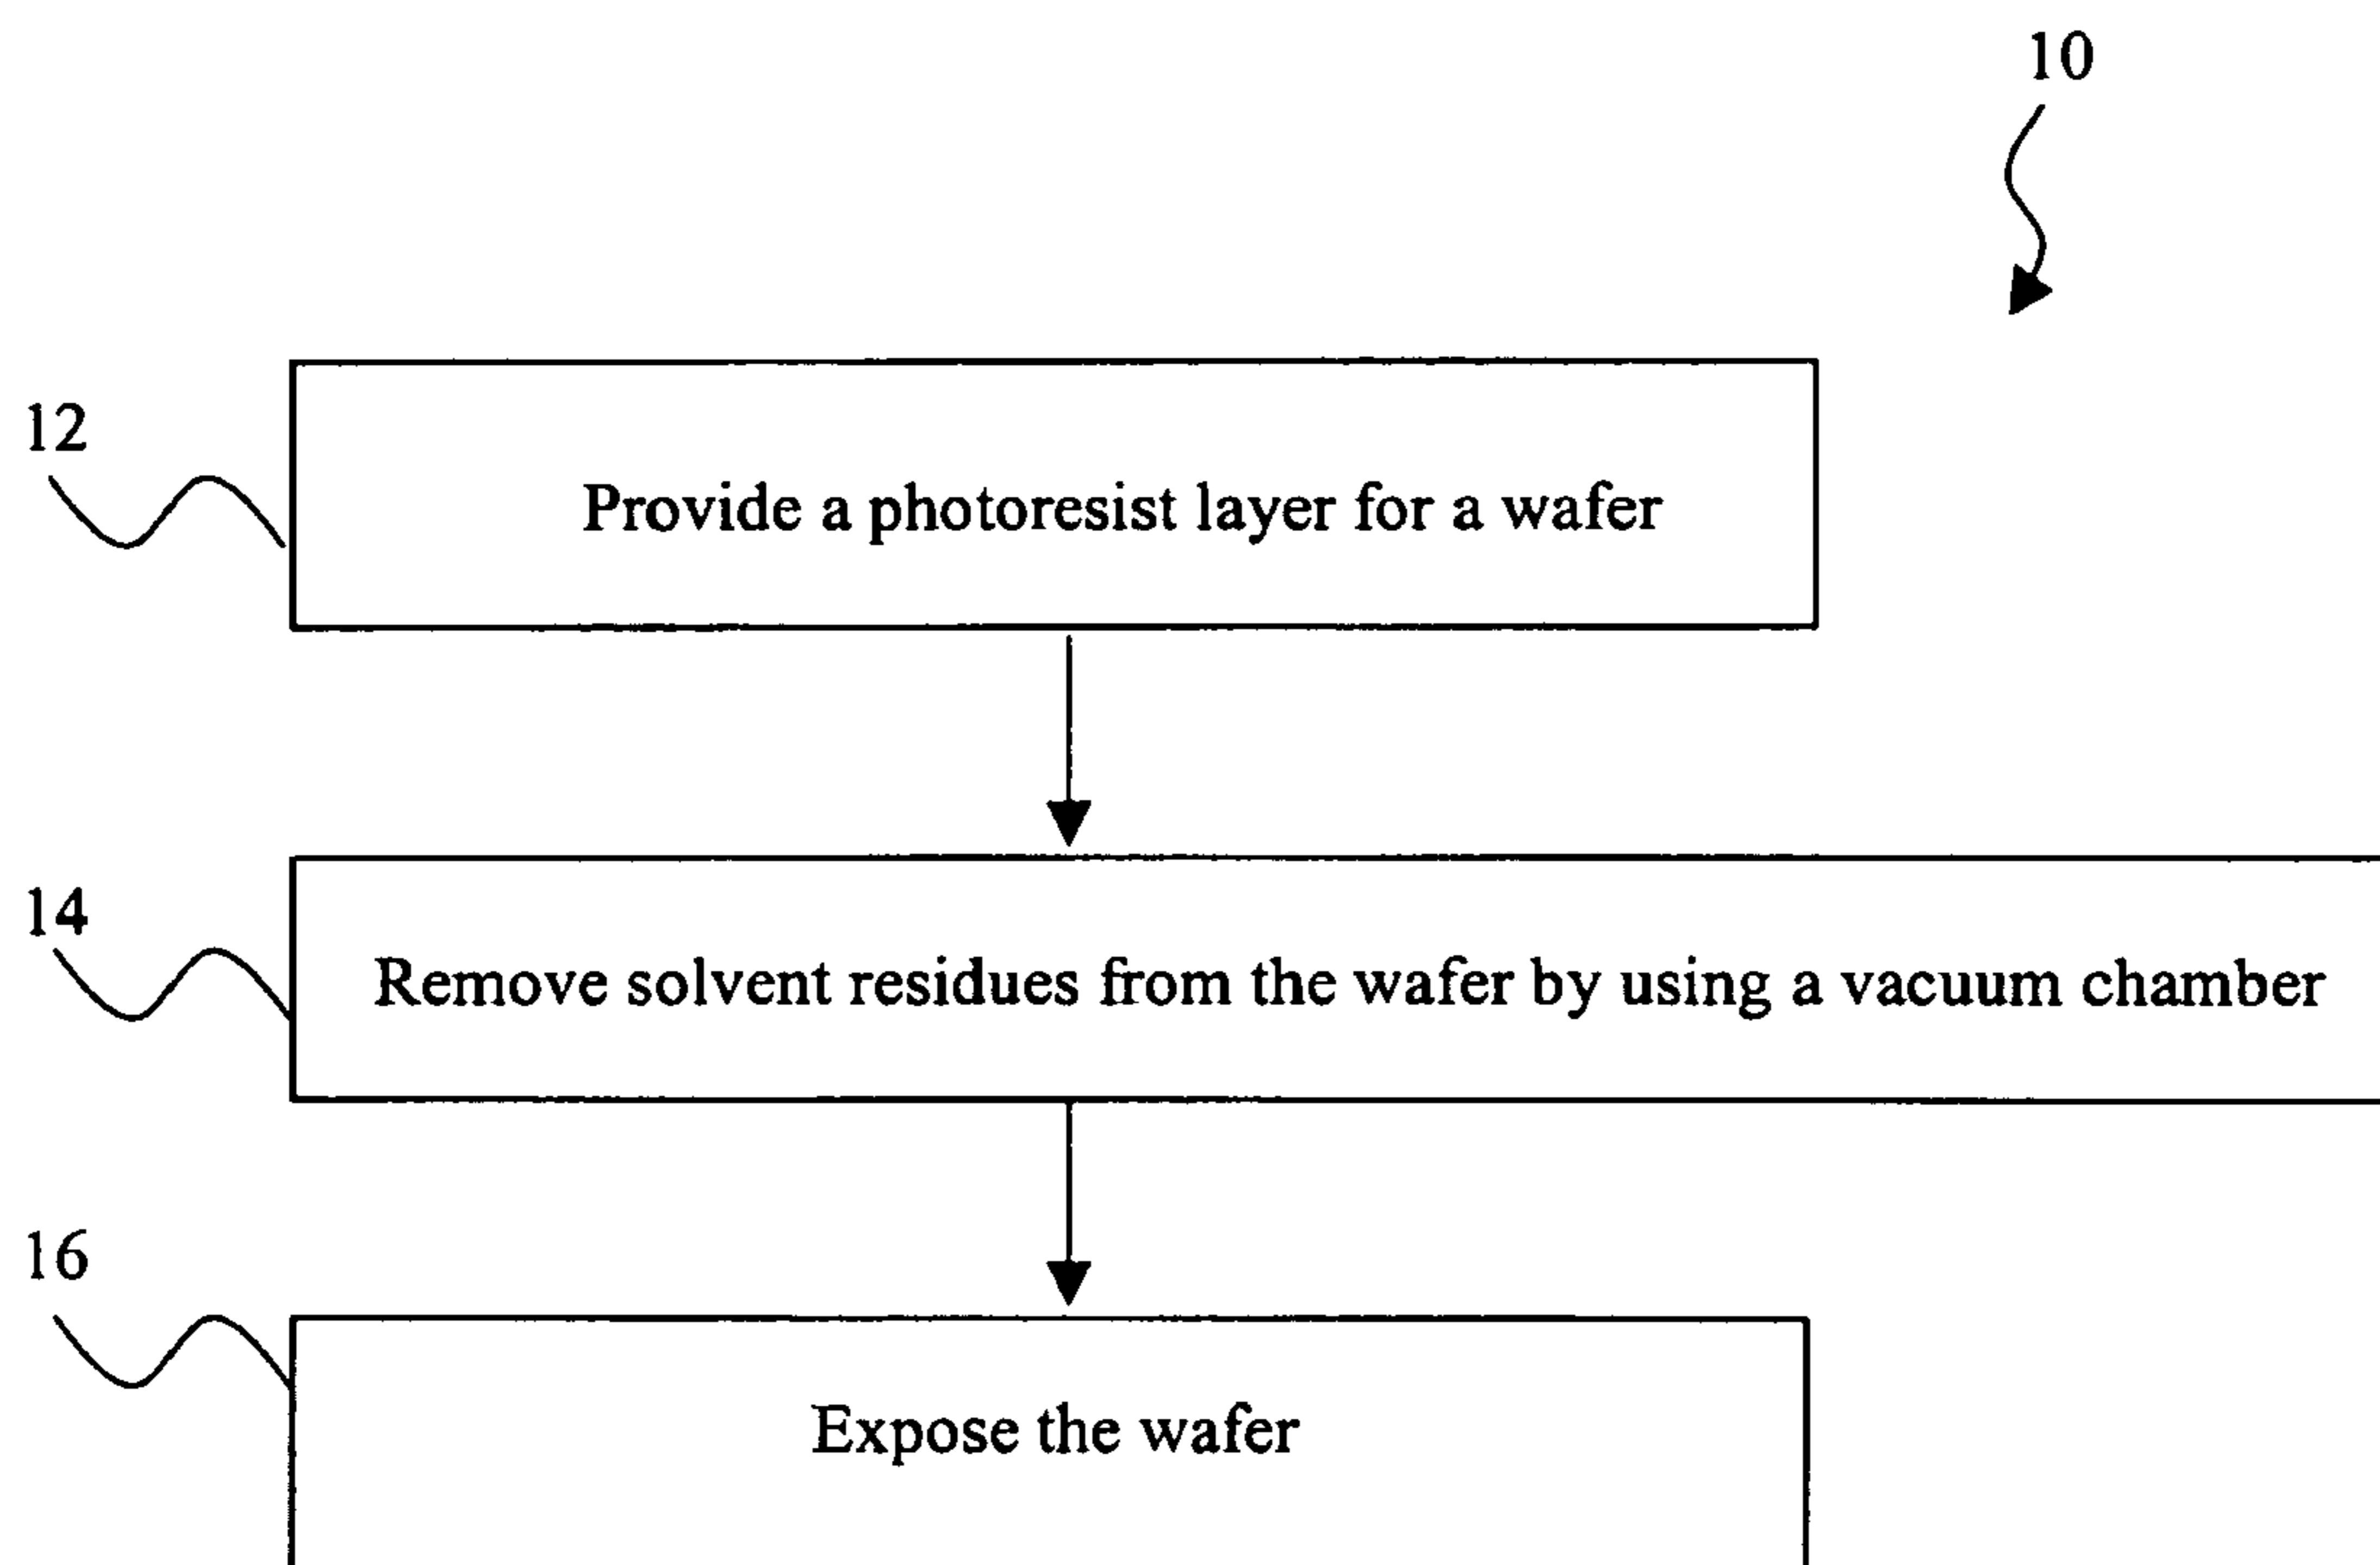 10
12
Provide a photoresist layer for a wafer
14
Remove solvent residues from the wafer by using a vacuum chamber
16
Expose the wafer